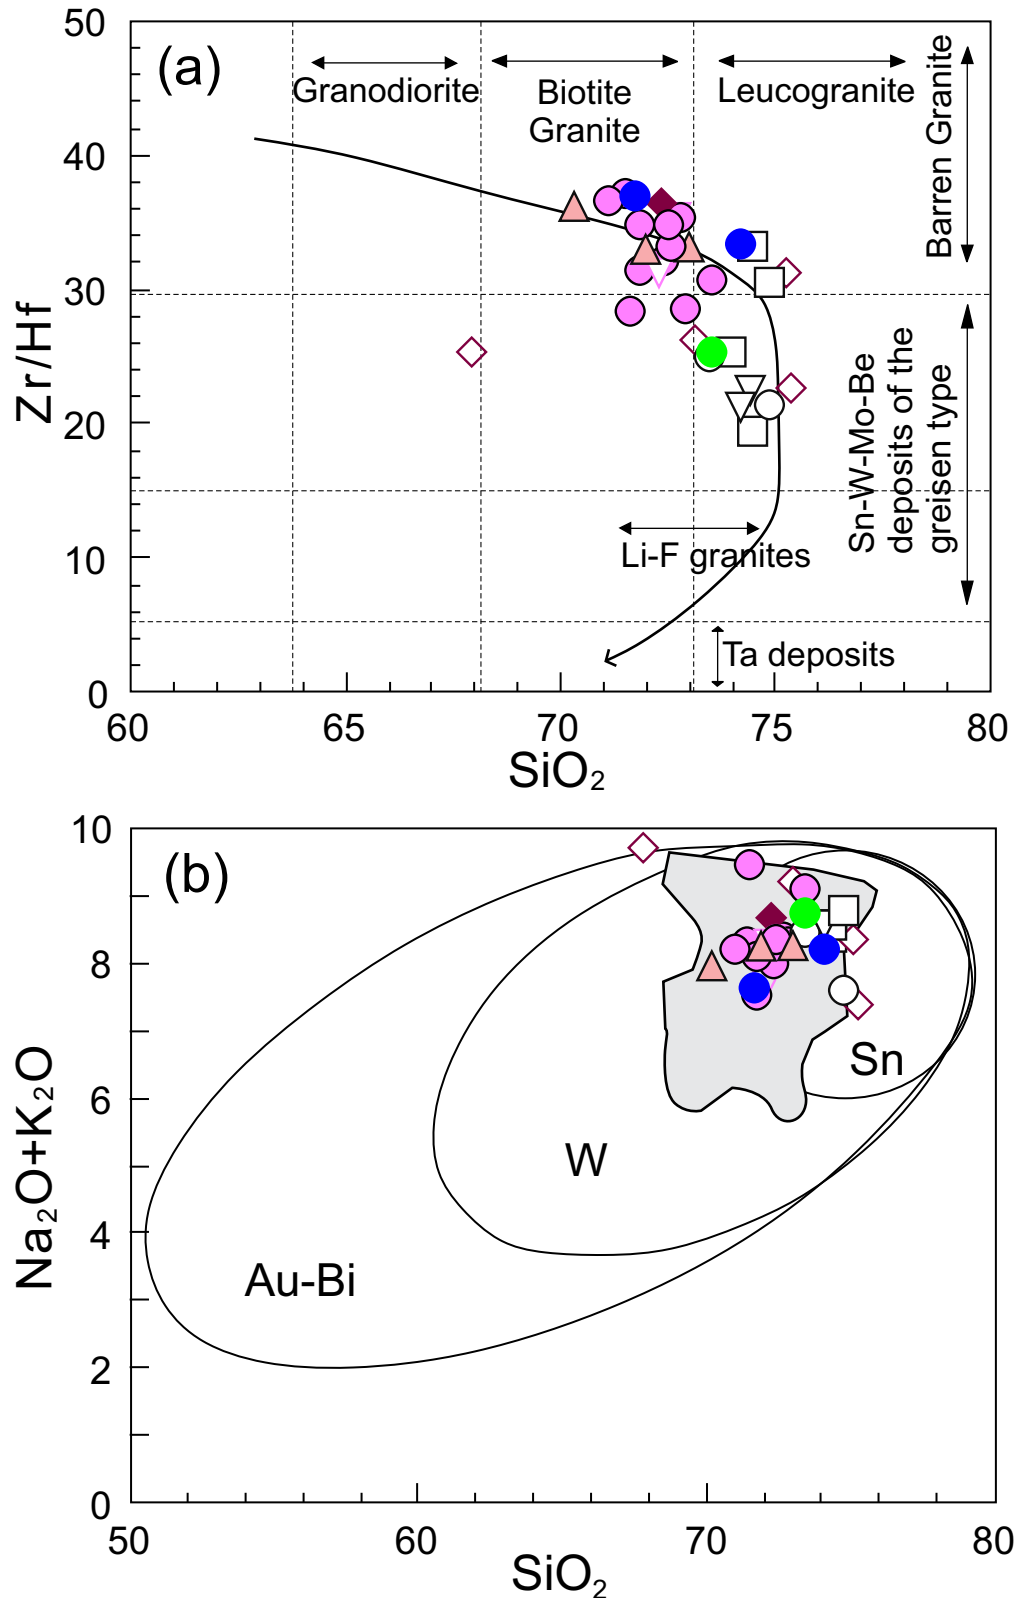 50
(a)
Granodiorite
Biotite
Granite
Leucogranite
Barren Granite
40
30
Zr/Hf
20
Sn-W-Mo-Be
deposits of the
greisen type
10
Li-F granites
Ta deposits
0
60
65
70
75
80
SiO₂
10
(b)
8
6
4
2
0
Na₂O+K₂O
Sn
W
Au-Bi
50
60
70
80
SiO₂